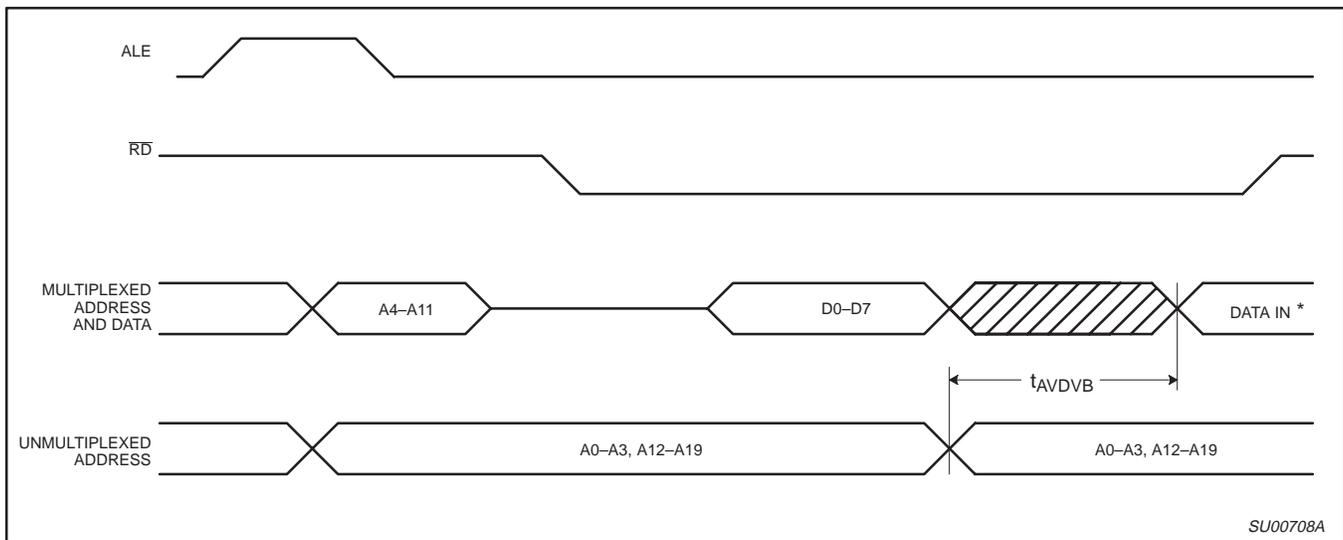 ALE
RD
MULTIPLEXED
ADDRESS
AND DATA
A4–A11
D0–D7
DATA IN *
tAVDVB
UNMULTIPLEXED
ADDRESS
A0–A3, A12–A19
A0–A3, A12–A19
SU00708A